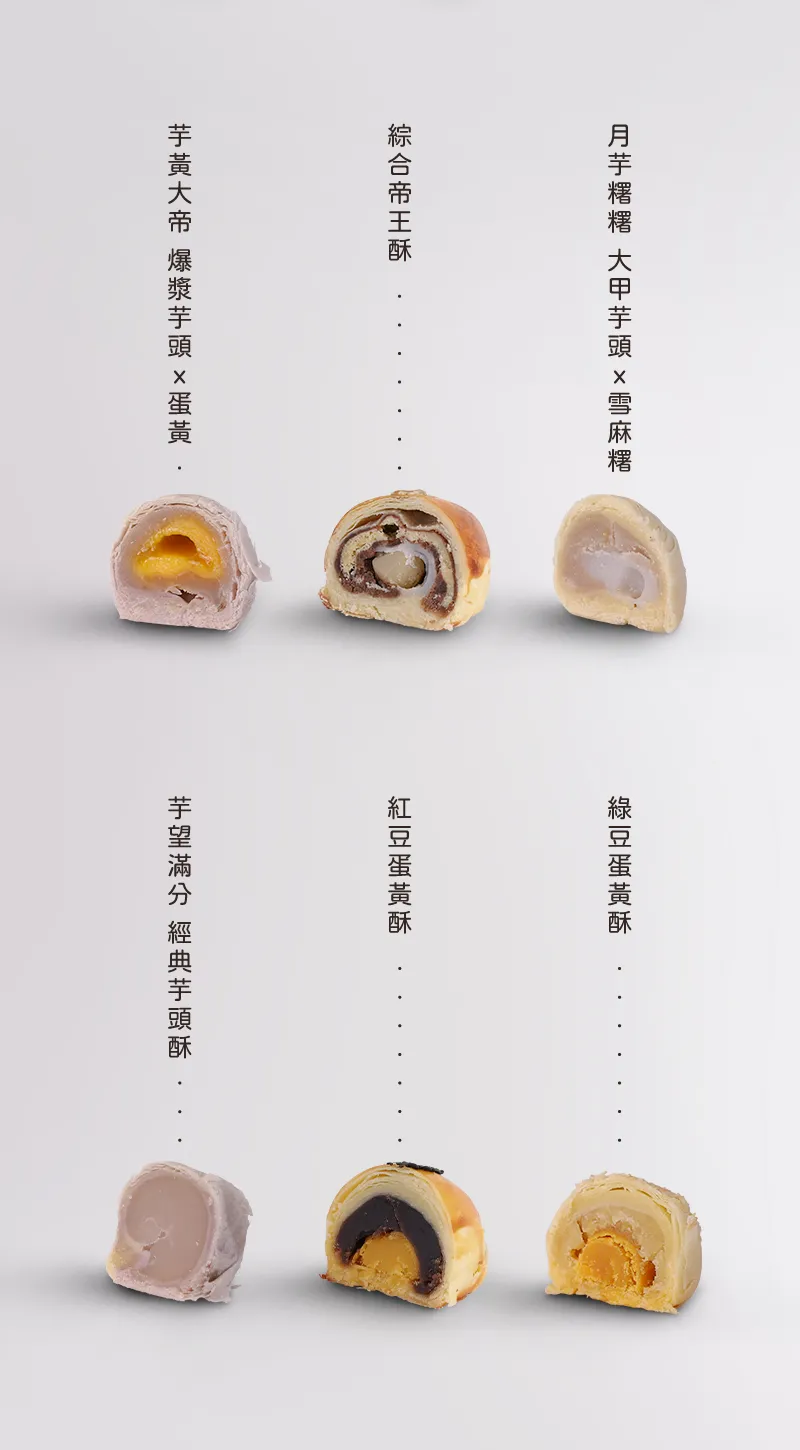 月芋糬糬 大甲芋頭x雪麻糬
綜合帝王酥.......
芋黃大帝 爆漿芋頭x蛋黃.
綠豆蛋黃酥.......
紅豆蛋黃酥.......
芋望滿分 經典芋頭酥...